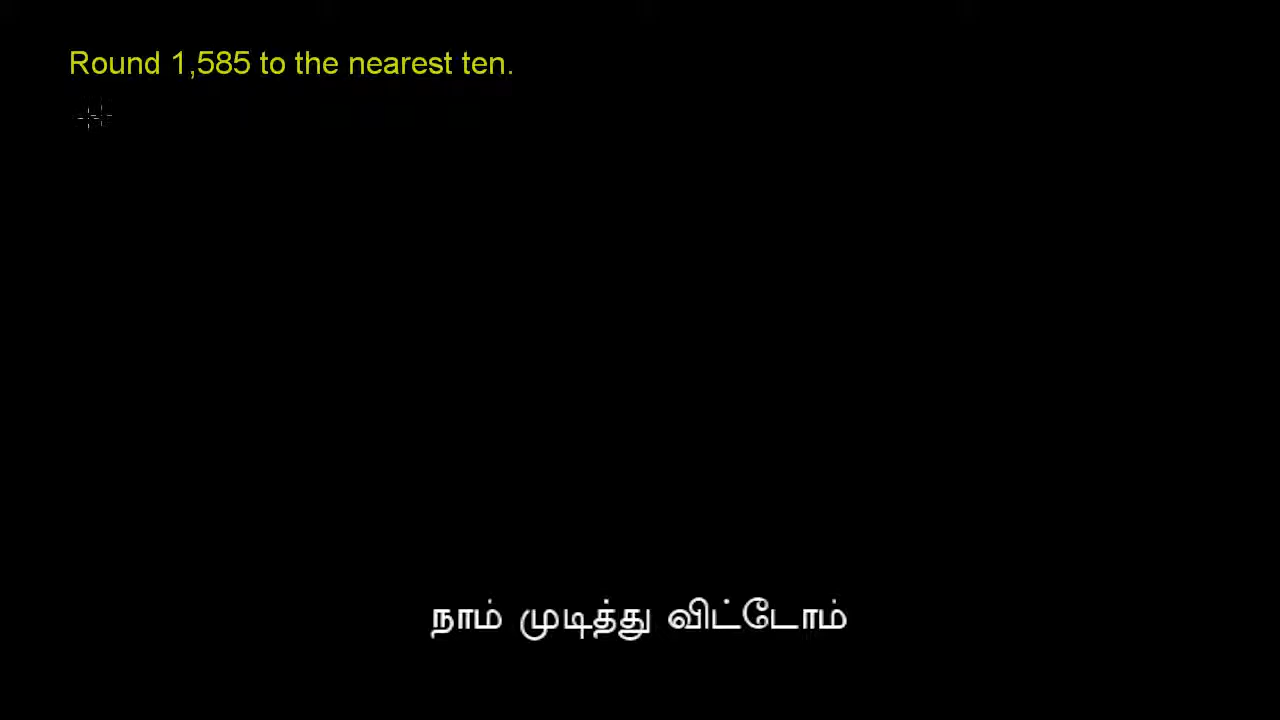 Round 1,585 to the nearest ten.
நாம் முடித்து விட்டோம்